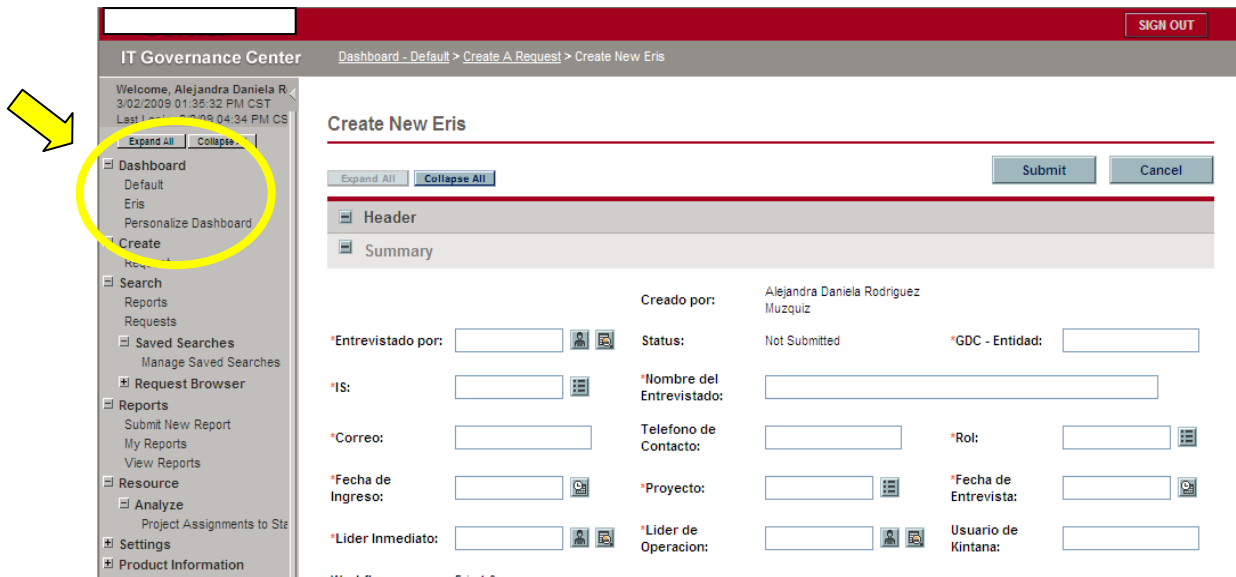 SIGN OUT
IT Governance Center
Dashboard - Default > Create A Request > Create New Eris
Welcome, Alejandra Daniela R
3/02/2009 01:35:32 PM CST
09 04:34 PM CS
Expand All
Dashboard
Default
Eris
Personalize Dashboard
Create
Search
Reports
Requests
Saved Searches
Manage Saved Searches
Request Browser
Reports
Submit New Report
My Reports
View Reports
Resource
Analyze
Project Assignments to Sta
Settings
Product Information
Create New Eris
Expand All Collapse All
Submit Cancel
Header
Summary
Creado por: Alejandra Daniela Rodriguez
Muzquiz
*Entrevistado por: Status: Not Submitted *GDC - Entidad:
*IS: *Nombre del
Entrevistado:
*Correo: Telefono de
Contacto: *Rol:
*Fecha de
Ingreso: *Proyecto: *Fecha de
Entrevista:
*Lider Inmediato: *Lider de
Operacion: Usuario de
Kintana: